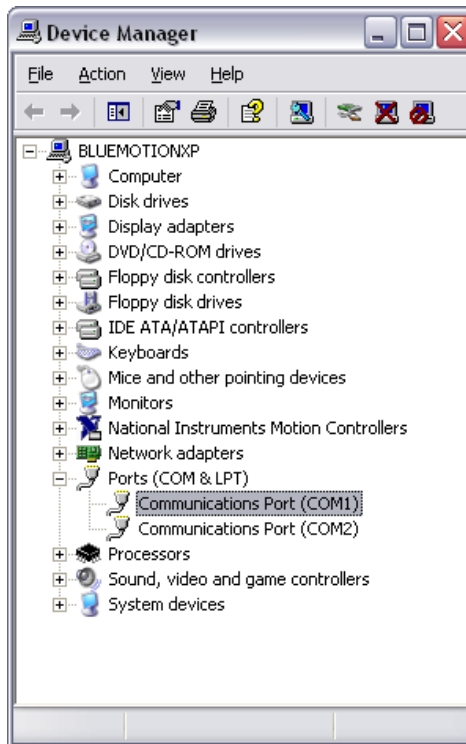 Device Manager
File Action View Help
BLUEMOTIONXP
Computer
Disk drives
Display adapters
DVD/CD-ROM drives
Floppy disk controllers
Floppy disk drives
IDE ATA/ATAPI controllers
Keyboards
Mice and other pointing devices
Monitors
National Instruments Motion Controllers
Network adapters
Ports (COM & LPT)
Communications Port (COM1)
Communications Port (COM2)
Processors
Sound, video and game controllers
System devices